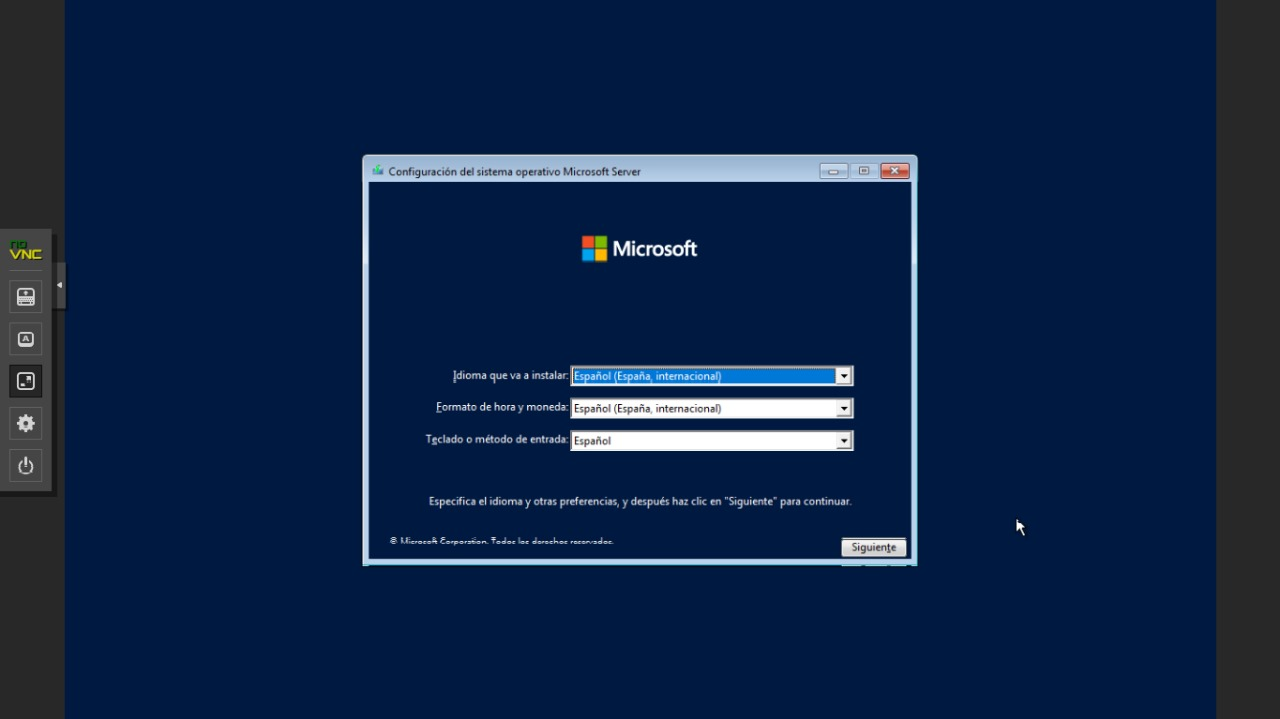 Configuración del sistema operativo Microsoft Server
Microsoft
no
VNC
A
Idioma que va a instalar: Español (España, internacional)
Formato de hora y moneda: Español (España, internacional)
Teclado o método de entrada: Español
Especifica el idioma y otras preferencias, y después haz clic en "Siguiente" para continuar.
© Microsoft Corporation. Todos los derechos reservados.
Siguiente